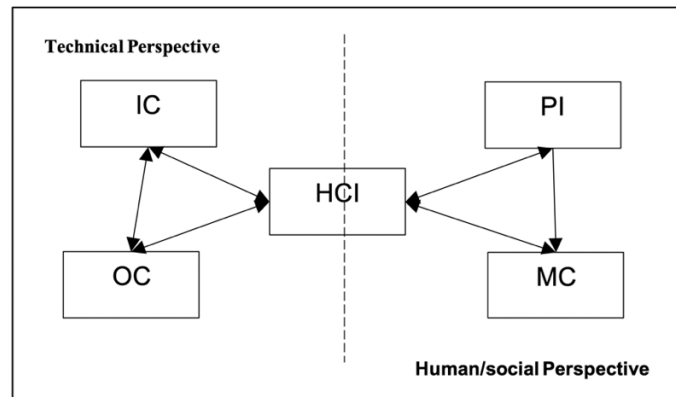 Technical Perspective
IC
PI
HCI
OC
MC
Human/social Perspective